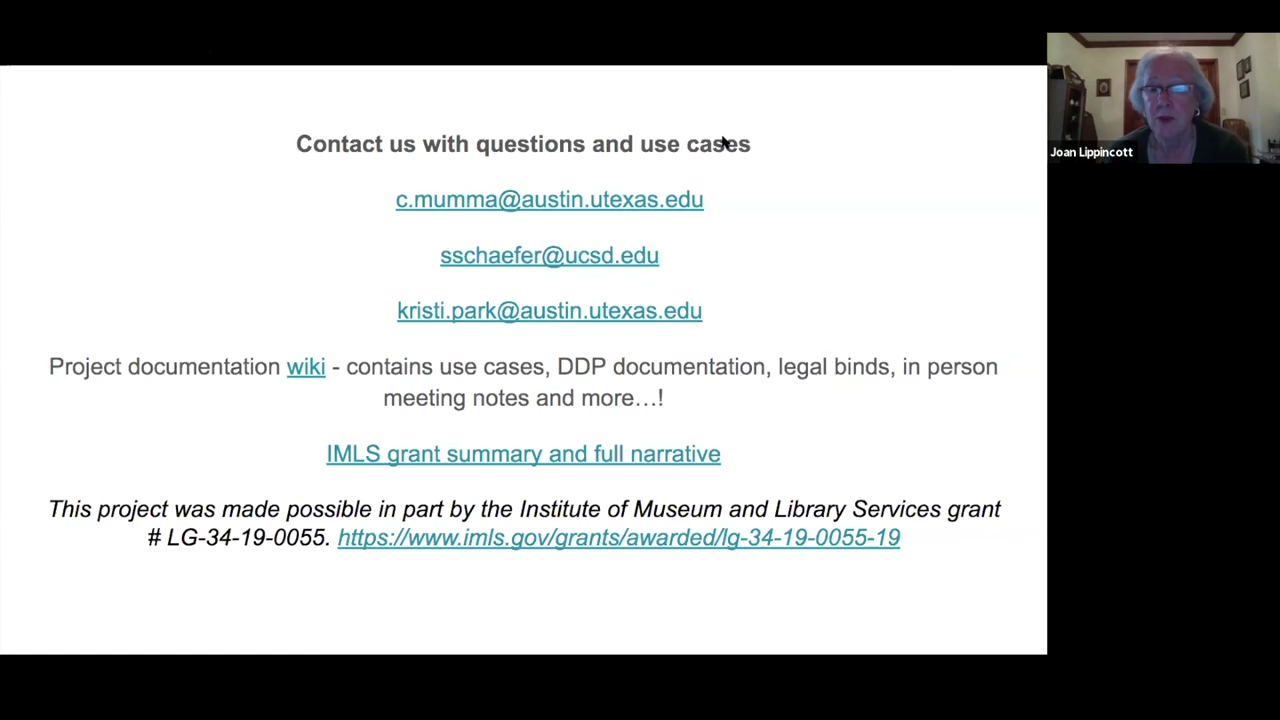 Contact us with questions and use cases
c.mumma@austin.utexas.edu
sschaefer@ucsd.edu
kristi.park@austin.utexas.edu
Project documentation wiki - contains use cases, DDP documentation, legal binds, in person
meeting notes and more…!
IMLS grant summary and full narrative
This project was made possible in part by the Institute of Museum and Library Services grant
# LG-34-19-0055. https://www.imls.gov/grants/awarded/lg-34-19-0055-19
Joan Lippincott